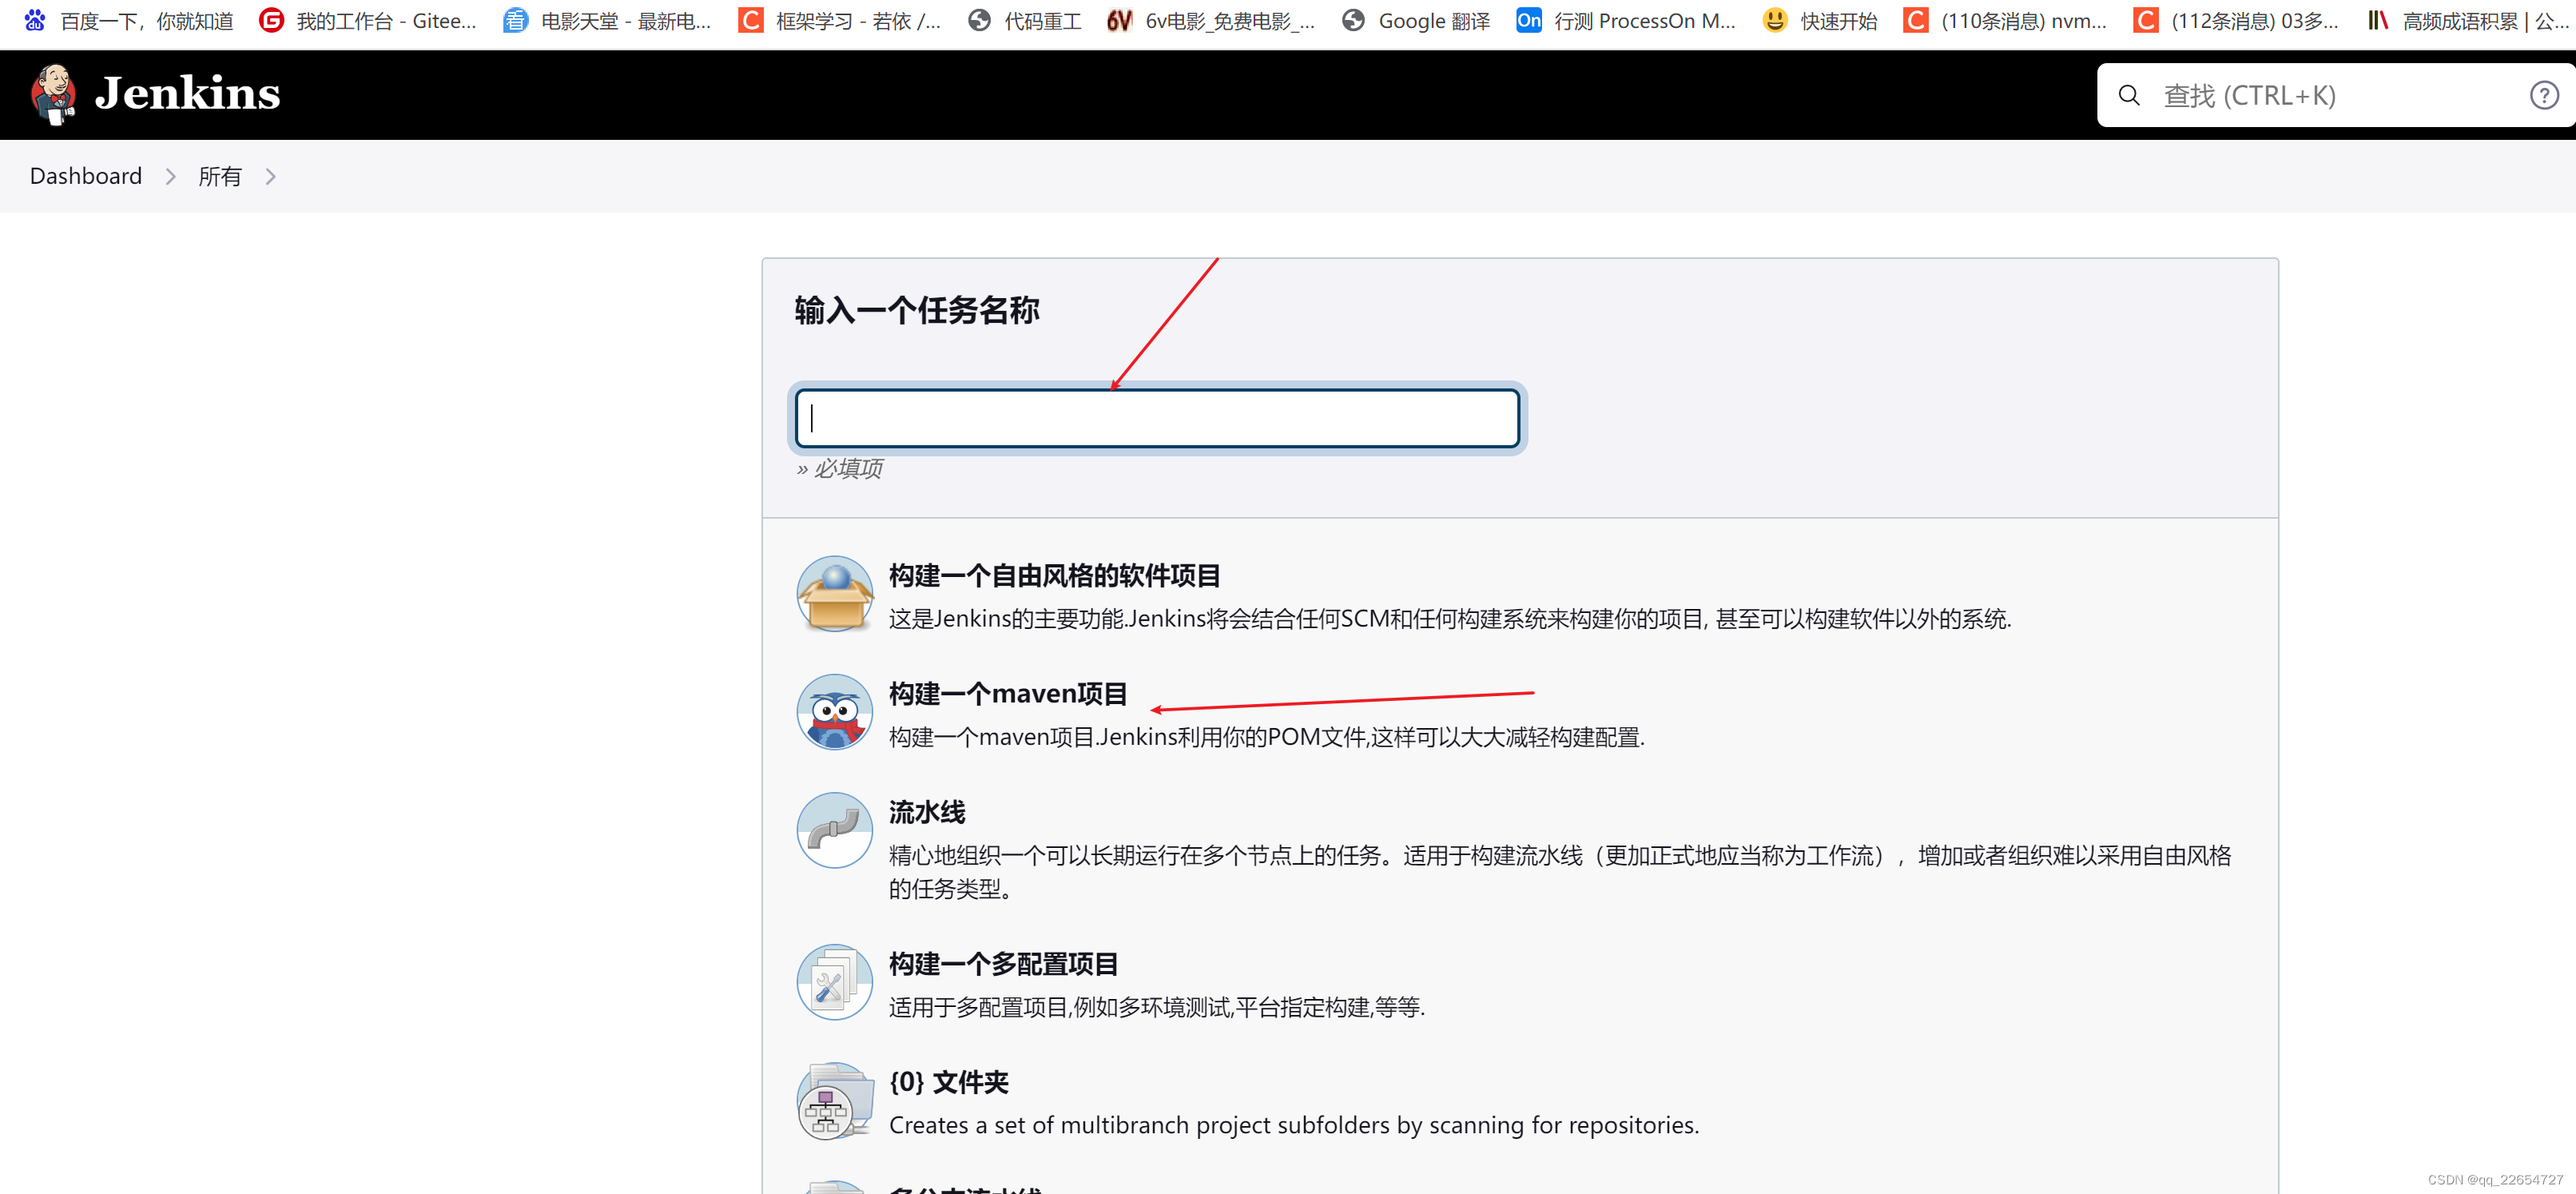 百度一下，你就知道 我的工作台 - Gitee... 看 电影天堂 - 最新电... C 框架学习 - 若依 /... 代码重工 6V 6v电影_免费电影_... Google 翻译 On 行测 ProcessOn M... 快速开始 C (110条消息) nvm... C (112条消息) 03多... 高频成语积累 | 公...
Jenkins
查找 (CTRL+K)
Dashboard 所有
输入一个任务名称
» 必填项
构建一个自由风格的软件项目
这是Jenkins的主要功能.Jenkins将会结合任何SCM和任何构建系统来构建你的项目, 甚至可以构建软件以外的系统.
构建一个maven项目
构建一个maven项目.Jenkins利用你的POM文件,这样可以大大减轻构建配置.
流水线
精心地组织一个可以长期运行在多个节点上的任务。适用于构建流水线（更加正式地应当称为工作流），增加或者组织难以采用自由风格
的任务类型。
构建一个多配置项目
适用于多配置项目,例如多环境测试,平台指定构建,等等.
{0} 文件夹
Creates a set of multibranch project subfolders by scanning for repositories.
多分支流水线
CSDN @qq_22654727